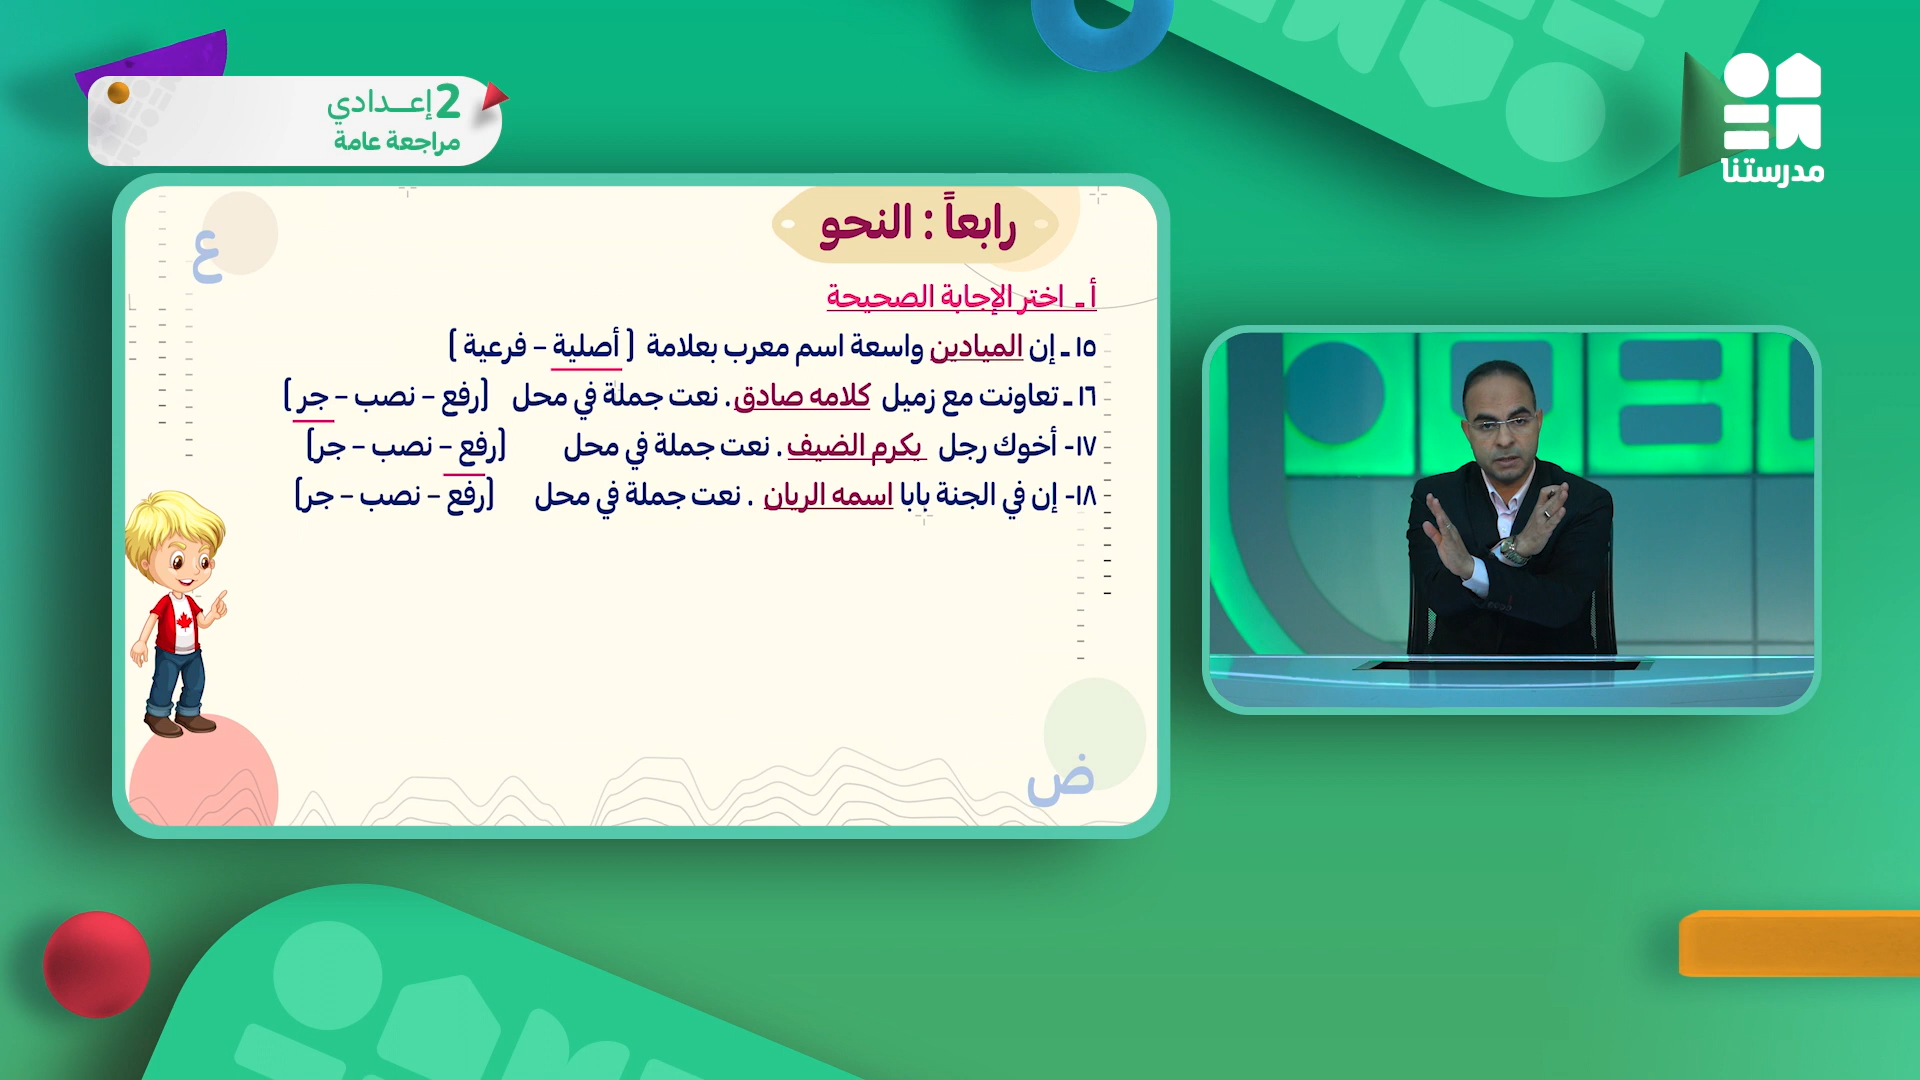 2 إعـــدادي
مراجعة عامة
مدرستنا
رابعاً : النحو
ع
أ ـ اختر الإجابة الصحيحة
١٥ ـ إن الميادين واسعة اسم معرب بعلامة [ أصلية – فرعية ]
١٦ ـ تعاونت مع زميل كلامه صادق . نعت جملة في محل [رفع – نصب – جر ]
١٧- أخوك رجل يكرم الضيف . نعت جملة في محل [رفع – نصب – جر]
١٨- إن في الجنة بابا اسمه الريان . نعت جملة في محل [رفع – نصب – جر]
ض